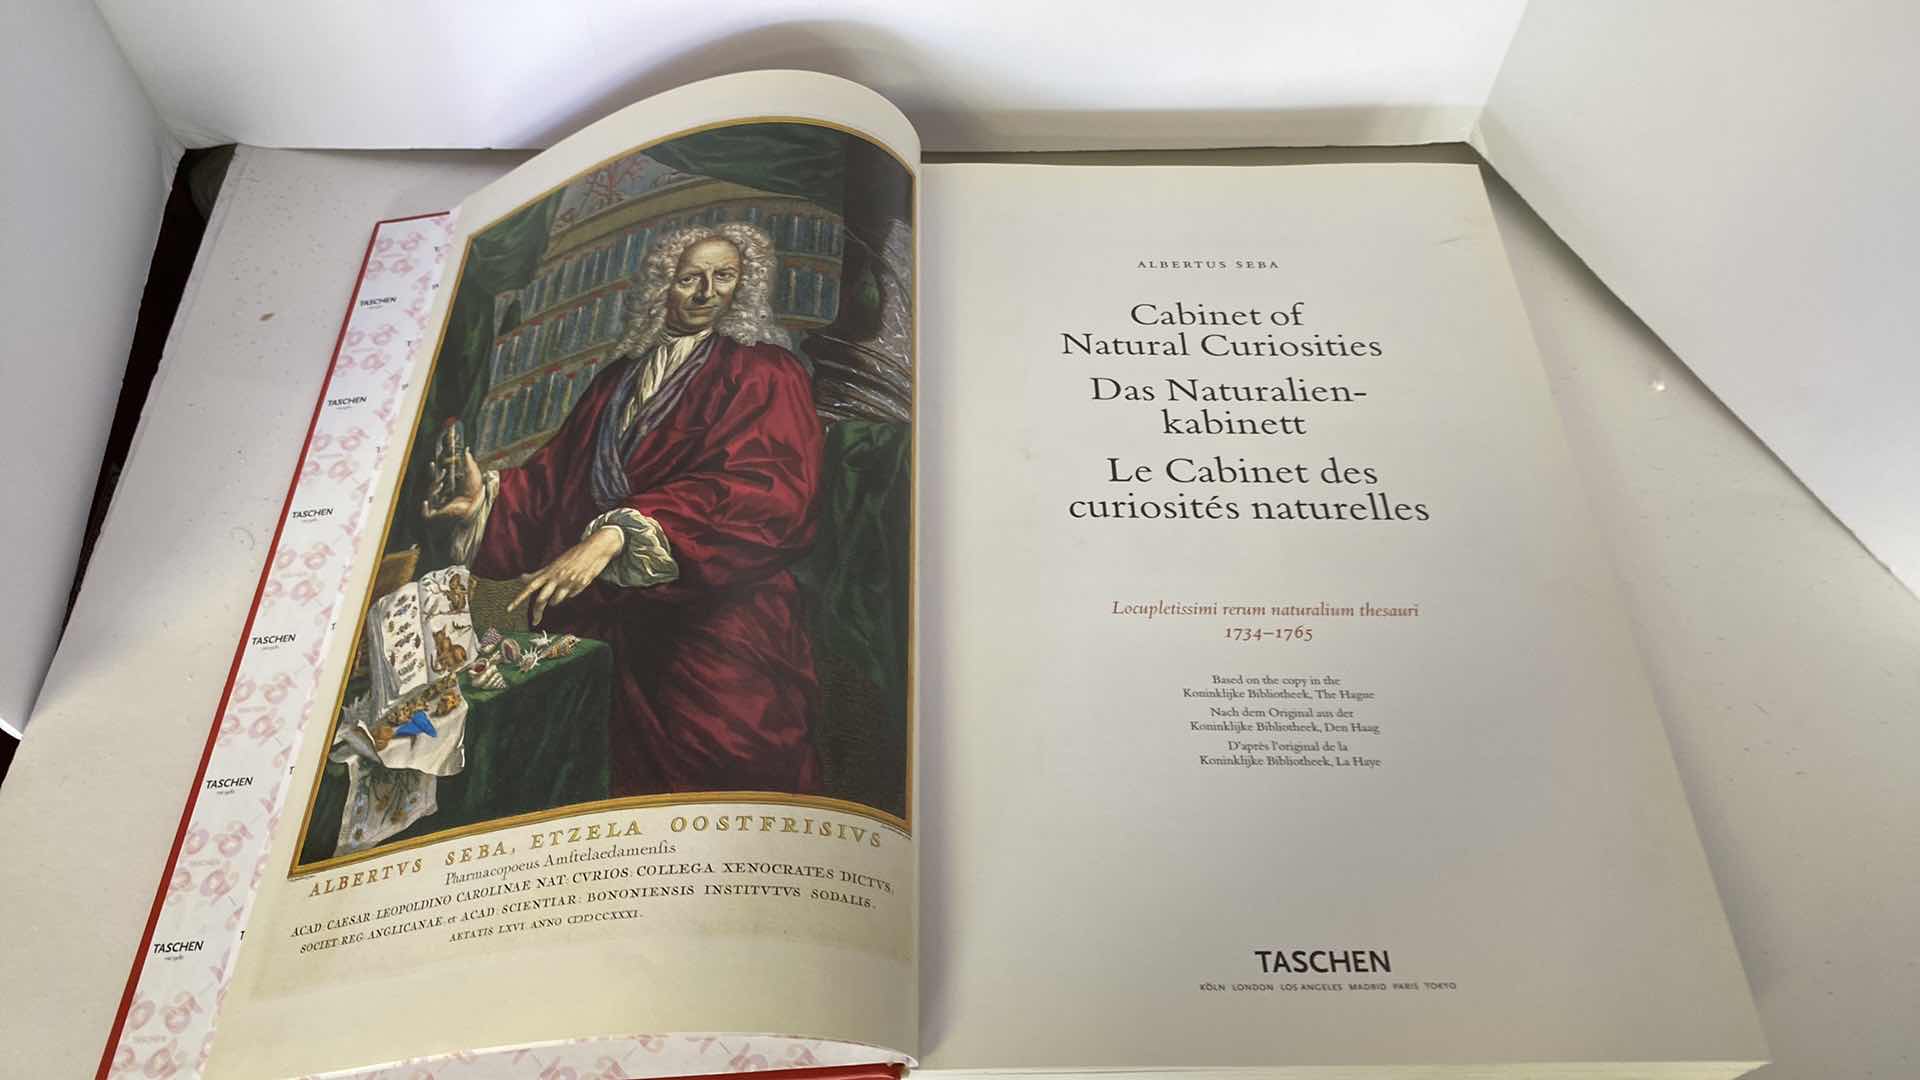 TASCHEN
TASCHEN
TASCHEN
TASCHEN
TASCHEN
TASCHEN
ALBERTVS SEBA, ETZELA OOSTFRISIVS
Pharmacopoeus Amſtelaedamenſis
ACAD: CAESAR: LEOPOLDINO CAROLINAE NAT: CVRIOS: COLLEGA XENOCRATES DICTVS;
SOCIET: REG: ANGLICANAE, et ACAD: SCIENTIAR: BONONIENSIS INSTITVTVS SODALIS.
AETATIS LXVI. ANNO CIƆIƆCCXXXI.
ALBERTUS SEBA
Cabinet of
Natural Curiosities
Das Naturalien-
kabinett
Le Cabinet des
curiosités naturelles
Locupletissimi rerum naturalium thesauri
1734–1765
Based on the copy in the
Koninklijke Bibliotheek, The Hague
Nach dem Original aus der
Koninklijke Bibliotheek, Den Haag
D'après l'original de la
Koninklijke Bibliotheek, La Haye
TASCHEN
KÖLN LONDON LOS ANGELES MADRID PARIS TOKYO